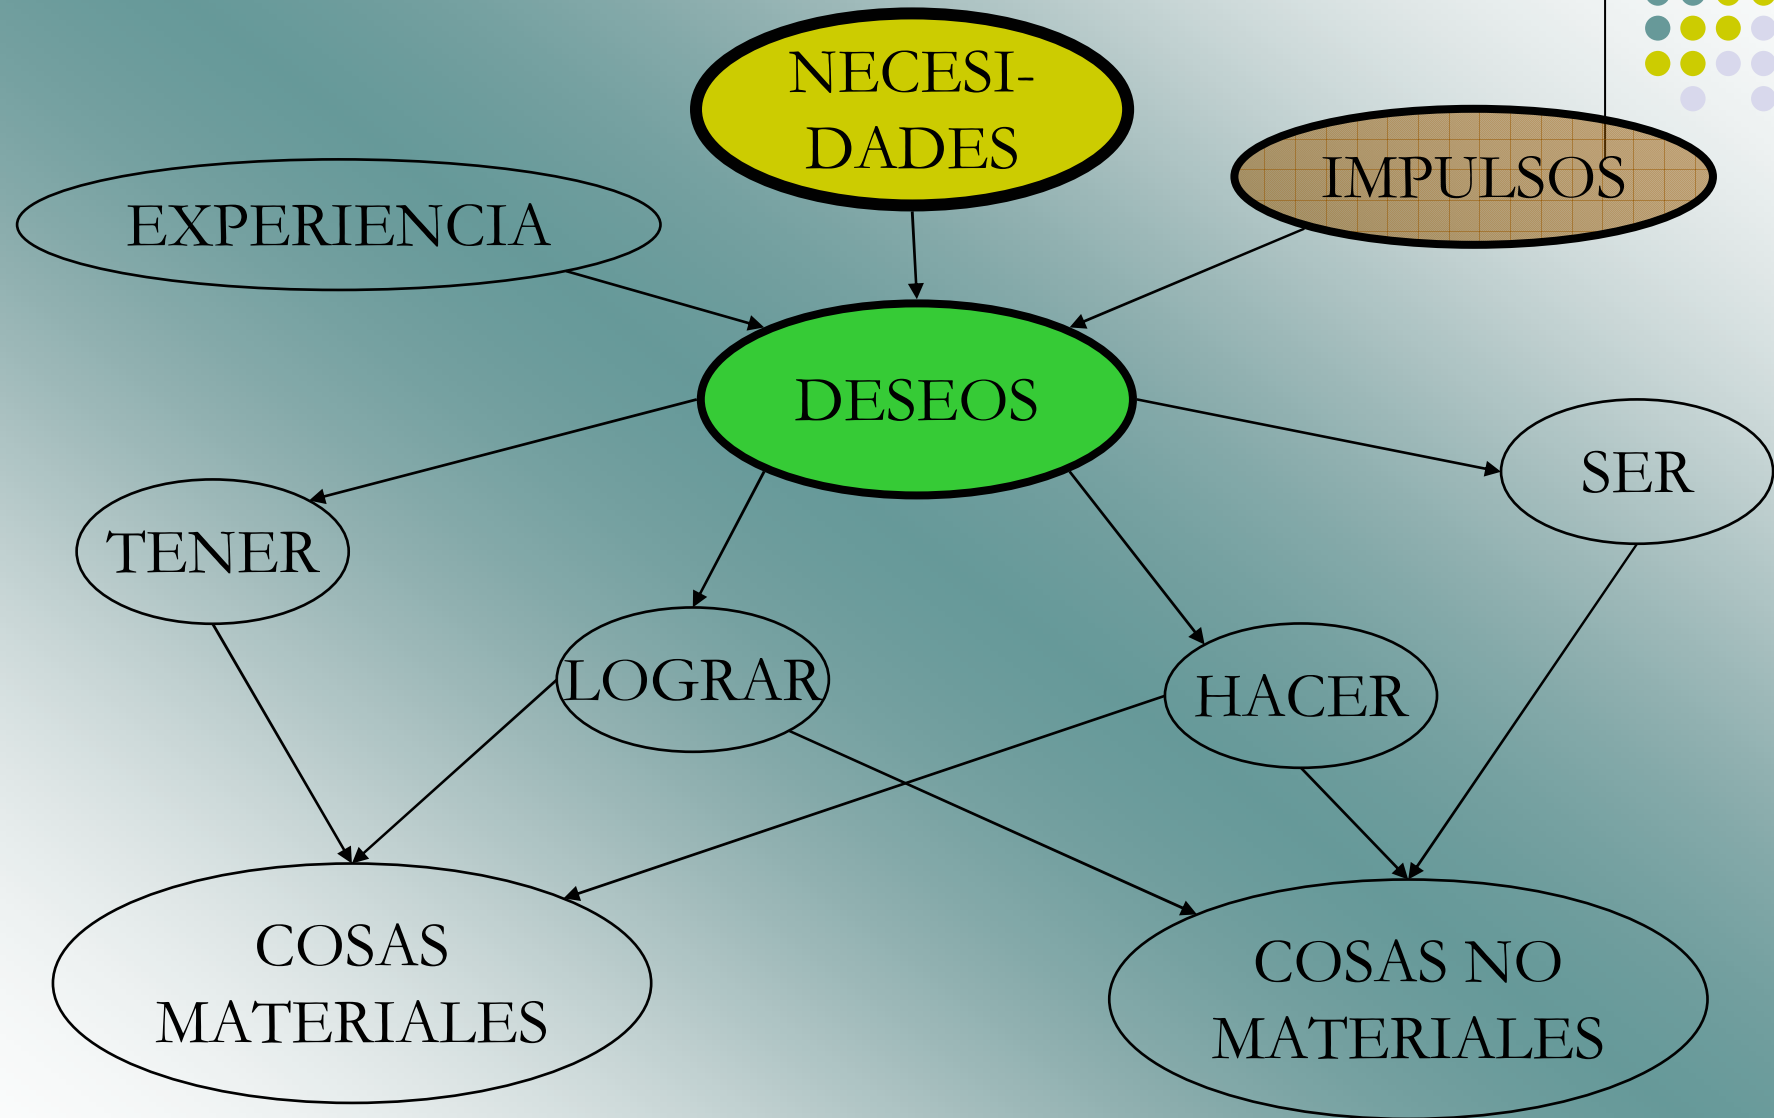 NECESI-
DADES
IMPULSOS
EXPERIENCIA
DESEOS
SER
TENER
LOGRAR
HACER
COSAS
MATERIALES
COSAS NO
MATERIALES